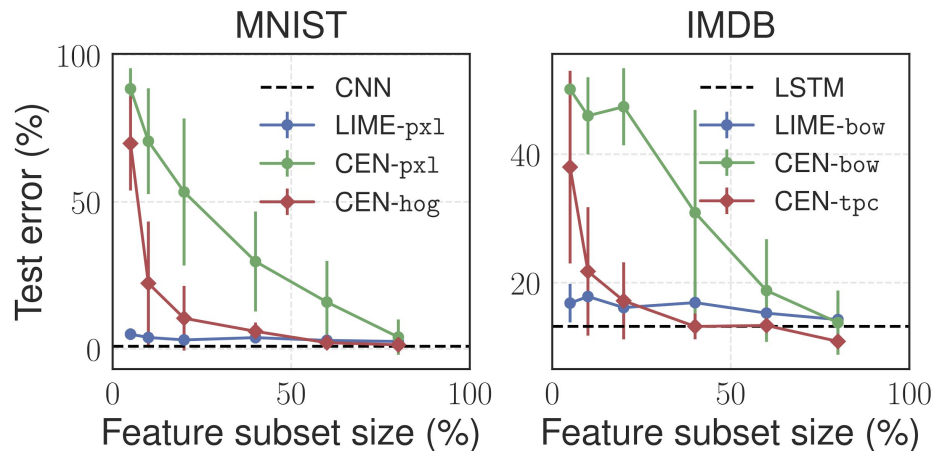 MNIST
Test error (%)
100
50
0
CNN
LIME-pxl
CEN-pxl
CEN-hog
0
50
100
Feature subset size (%)
IMDB
40
20
LSTM
LIME-bow
CEN-bow
CEN-tpc
0
50
100
Feature subset size (%)